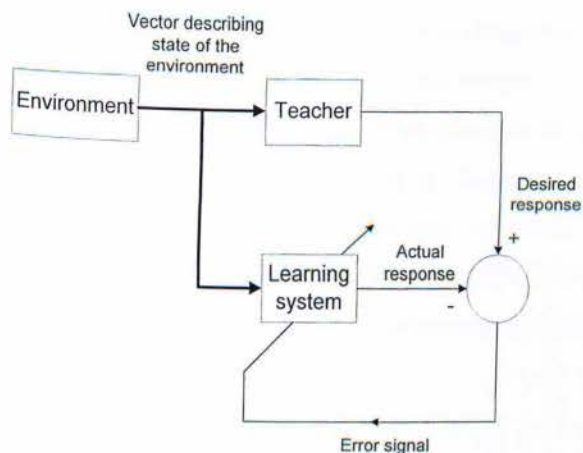 Vector describing
state of the
environment
Environment
Teacher
Desired
response
+
Learning
system
Actual
response
-
Error signal